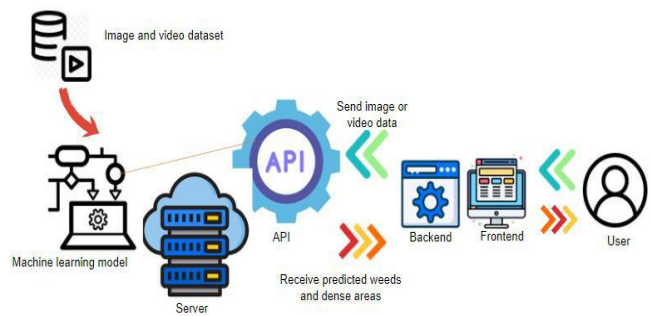 Image and video dataset
Send image or
video data
API
Machine learning model
Server
API
Receive predicted weeds
and dense areas
Backend
Frontend
User